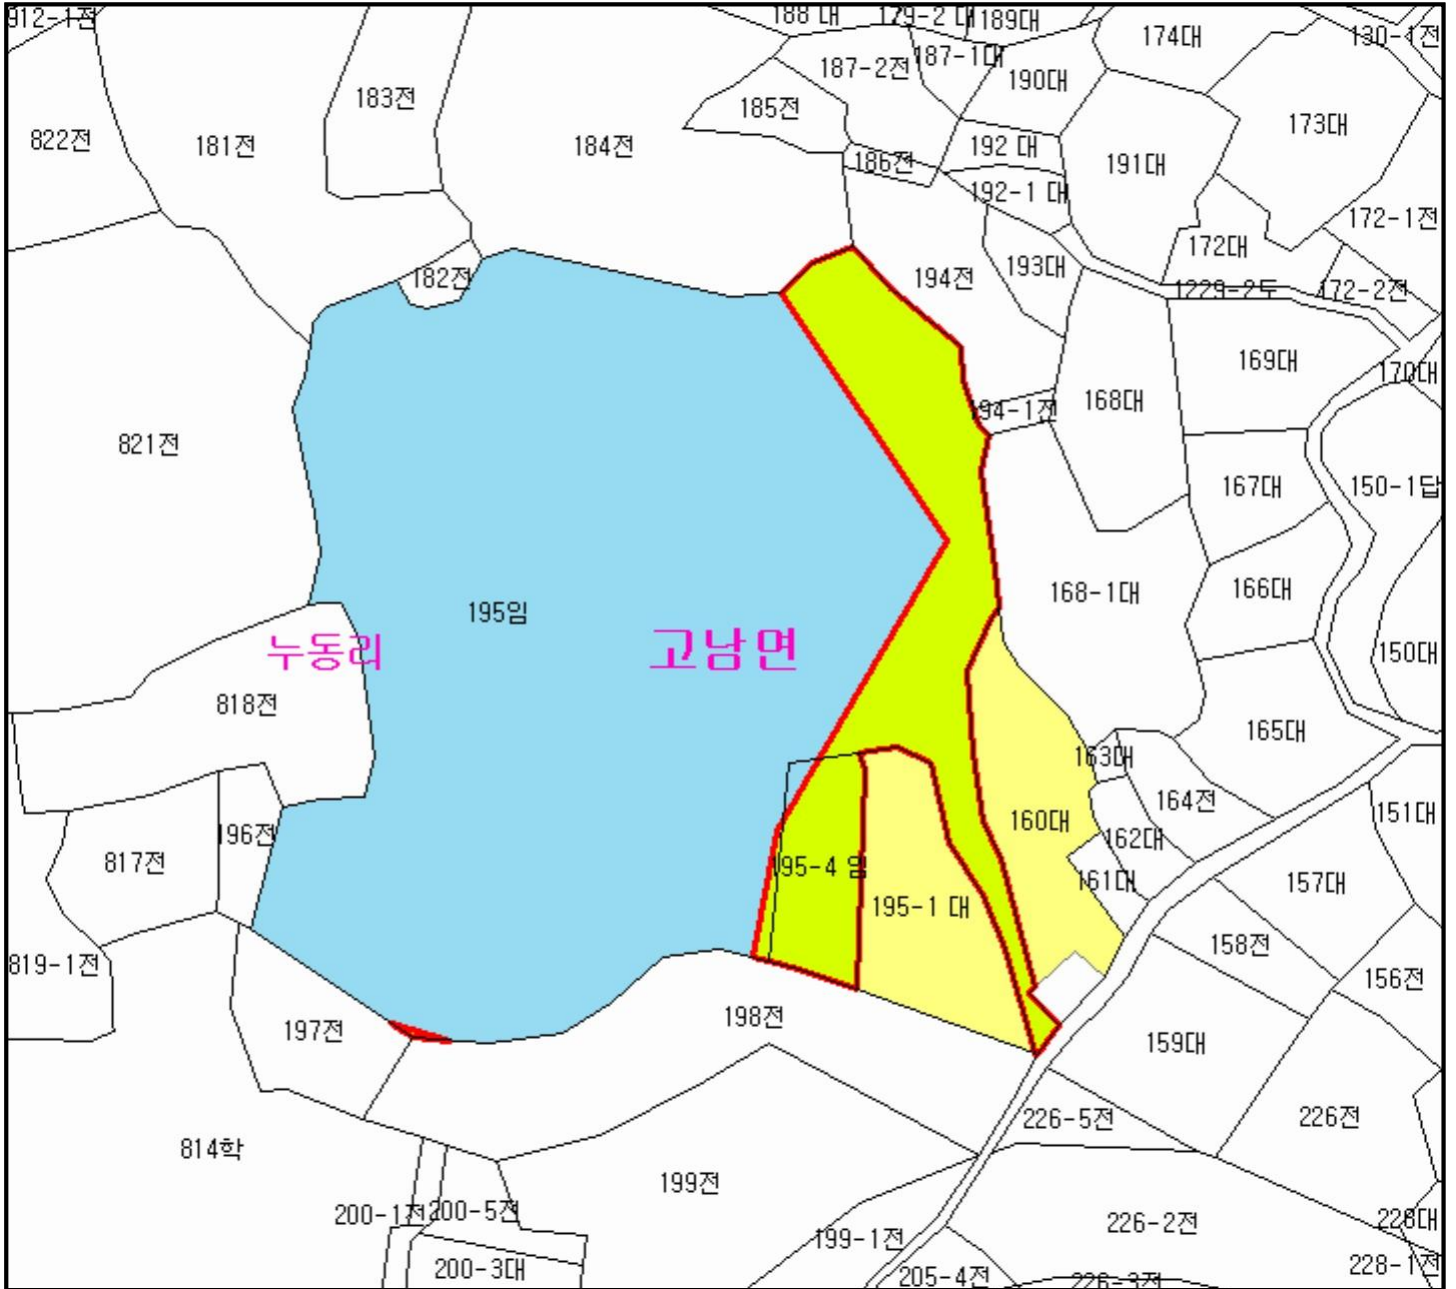 912-1전
188 대
179-2 대
189대
174대
130-1전
187-2전
187-1대
190대
183전
185전
173대
822전
181전
184전
192 대
191대
186전
192-1 대
172-1전
172대
182전
194전
193대
1229-2도
172-2전
169대
170대
194-1전
168대
821전
167대
150-1답
195임
168-1대
166대
누동리
고남면
150대
818전
165대
163대
164전
151대
160대
196전
162대
817전
195-4 임
161대
157대
195-1 대
158전
819-1전
156전
198전
197전
159대
226-5전
226전
814학
199전
200-1전
200-5전
226-2전
228대
199-1전
228-1전
200-3대
205-4전
226-3전